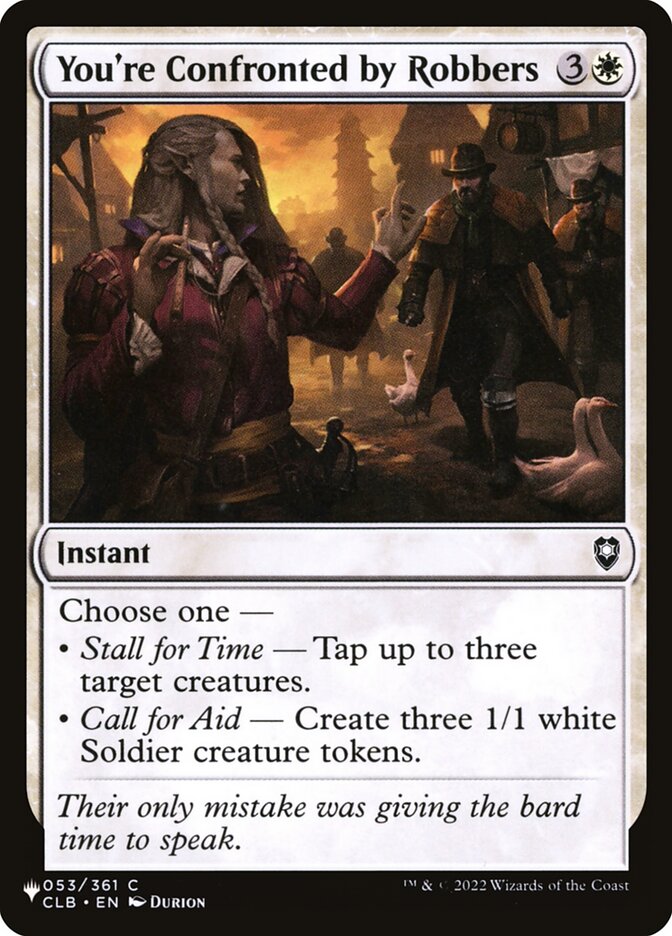 You're Confronted by Robbers 3
Instant
Choose one —
• Stall for Time — Tap up to three
target creatures.
• Call for Aid — Create three 1/1 white
Soldier creature tokens.
Their only mistake was giving the bard
time to speak.
053/361 C
CLB • EN Durion
™ & © 2022 Wizards of the Coast